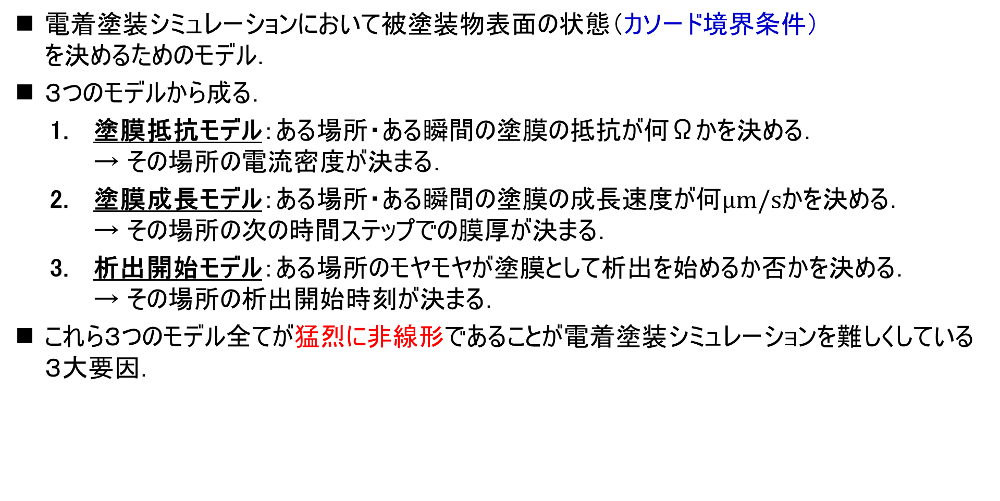 ■ 電着塗装シミュレーションにおいて被塗装物表面の状態（カソード境界条件）
を決めるためのモデル．
■ ３つのモデルから成る．
1. 塗膜抵抗モデル：ある場所・ある瞬間の塗膜の抵抗が何Ωかを決める．
→ その場所の電流密度が決まる．
2. 塗膜成長モデル：ある場所・ある瞬間の塗膜の成長速度が何μm/sかを決める．
→ その場所の次の時間ステップでの膜厚が決まる．
3. 析出開始モデル：ある場所のモヤモヤが塗膜として析出を始めるか否かを決める．
→ その場所の析出開始時刻が決まる．
■ これら３つのモデル全てが猛烈に非線形であることが電着塗装シミュレーションを難しくしている
３大要因．